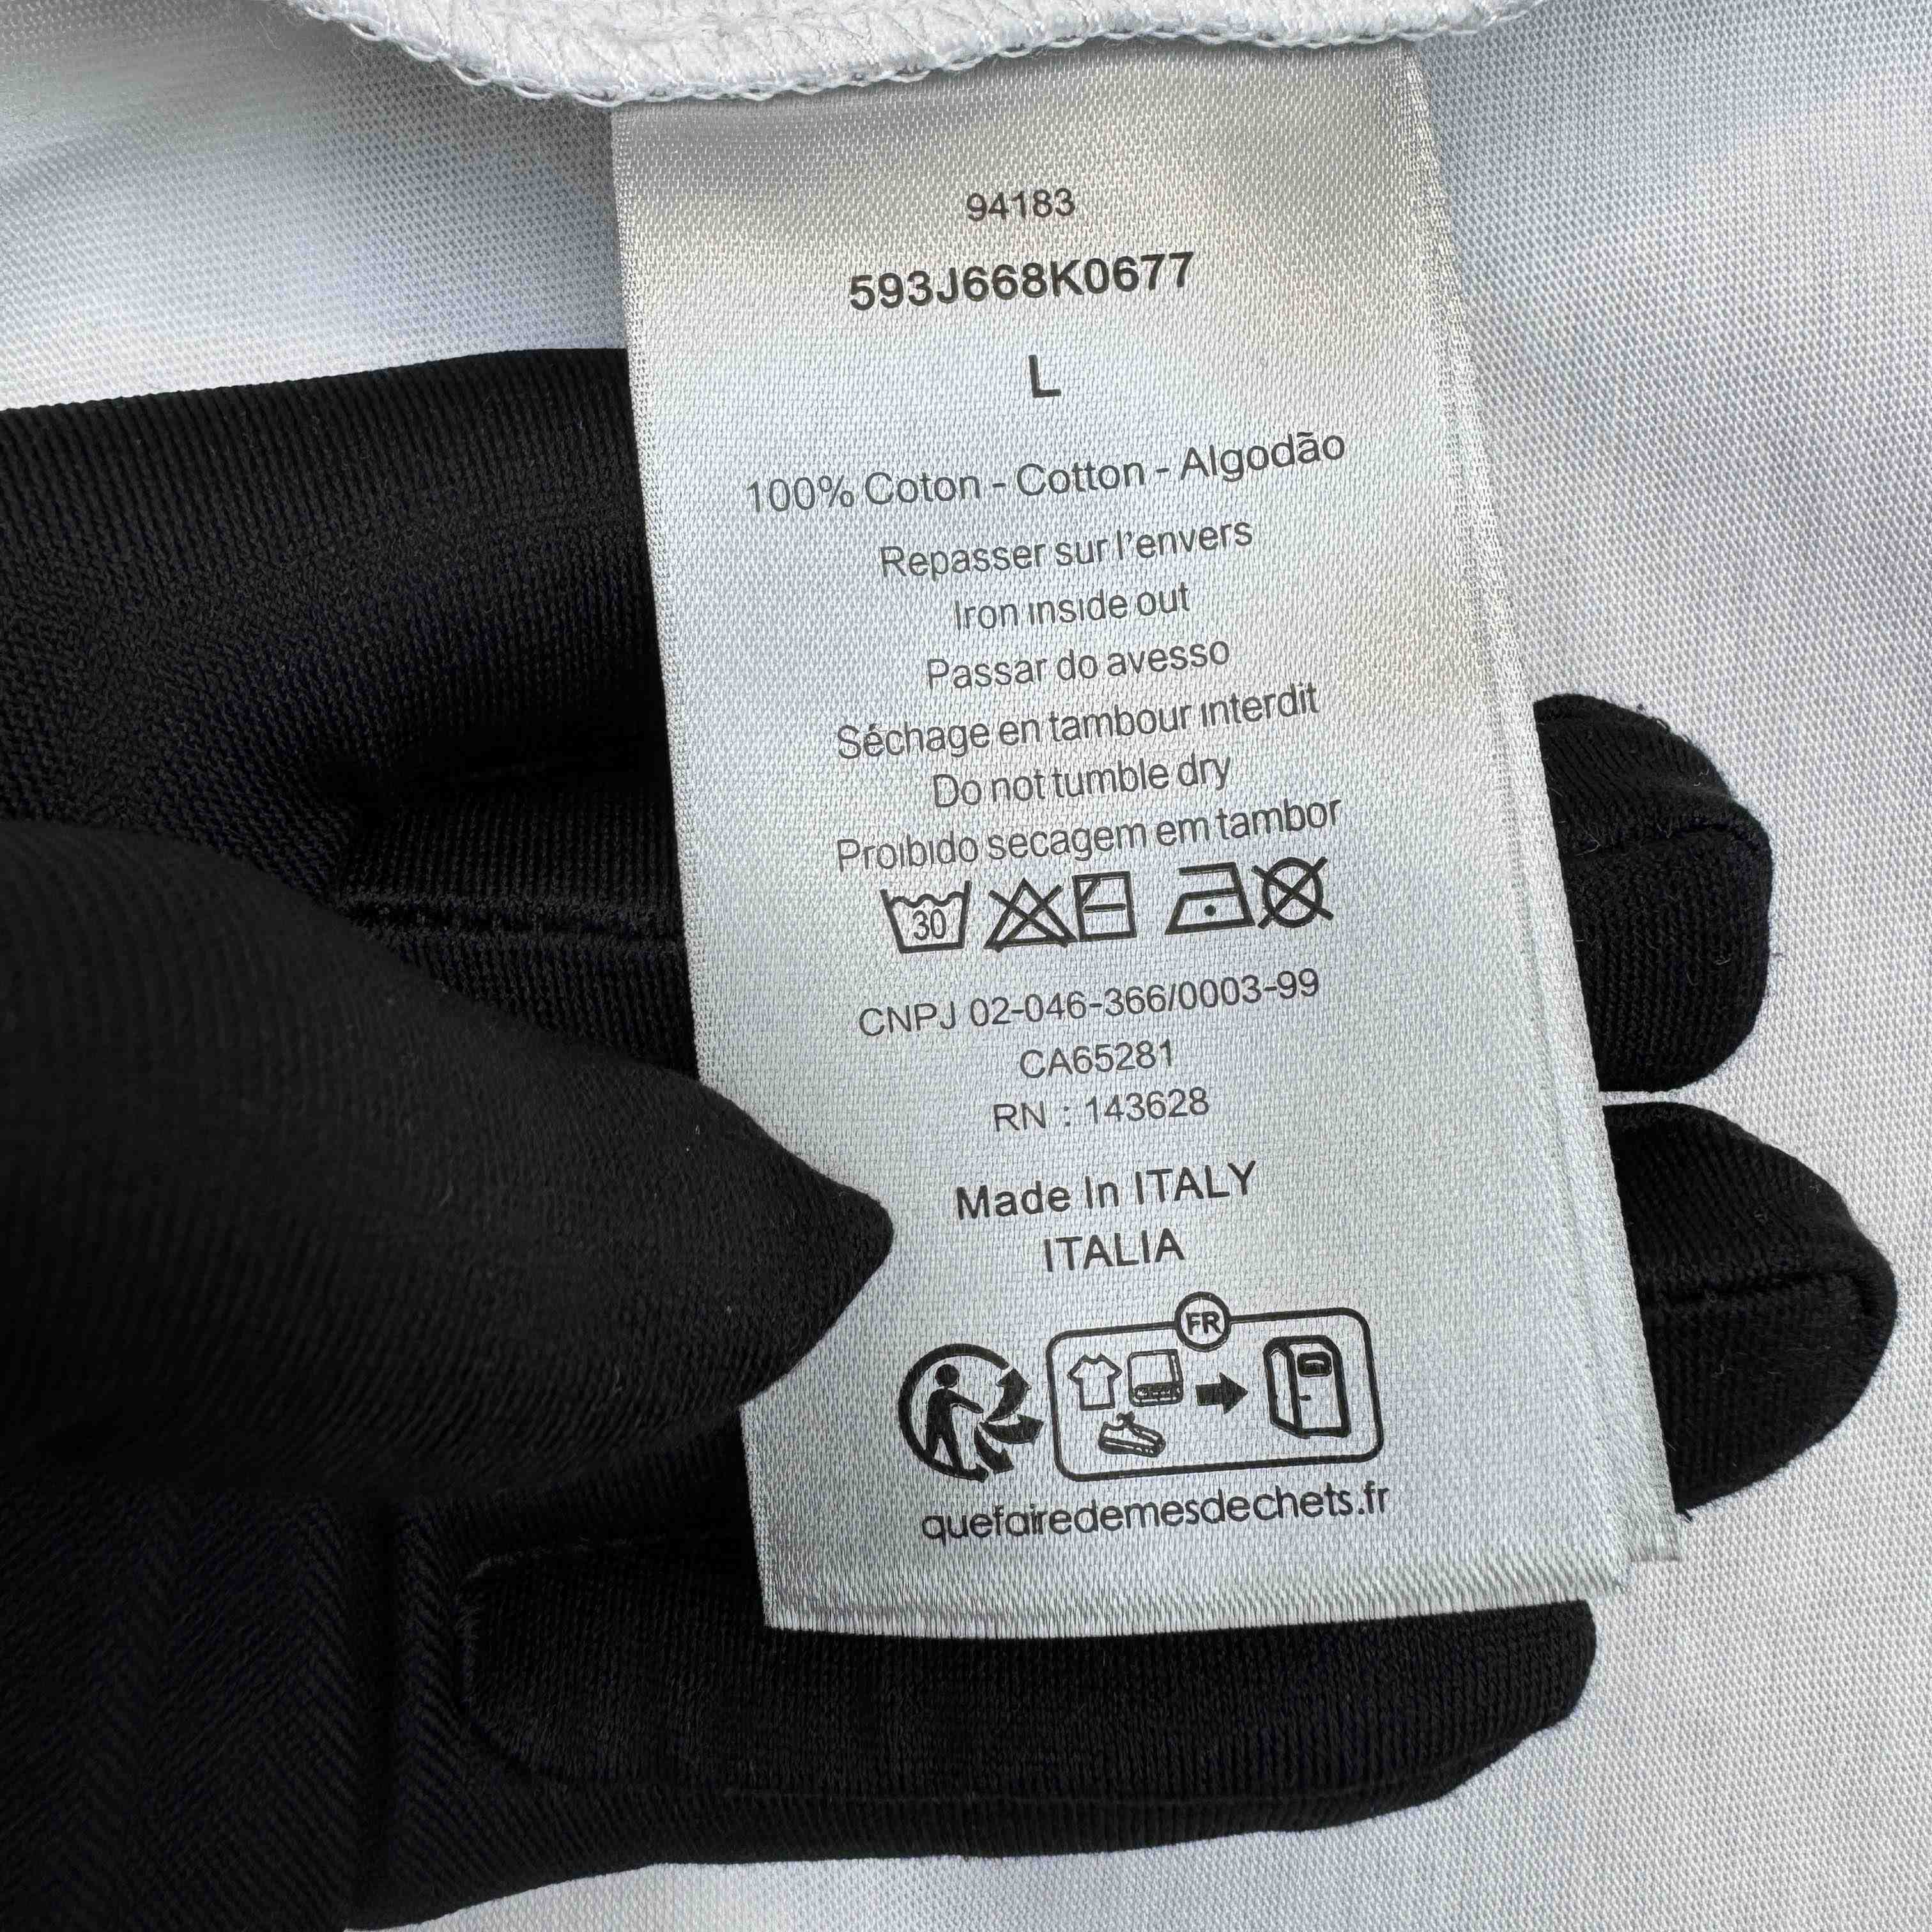 94183
593J668K0677
L
100% Coton - Cotton - Algodão
Repasser sur l'envers
Iron inside out
Passar do avesso
Séchage en tambour interdit
Do not tumble dry
Proibido secagem em tambor
30
CNPJ 02-046-366/0003-99
CA65281
RN : 143628
Made In ITALY
ITALIA
FR
quefairedemesdechets.fr